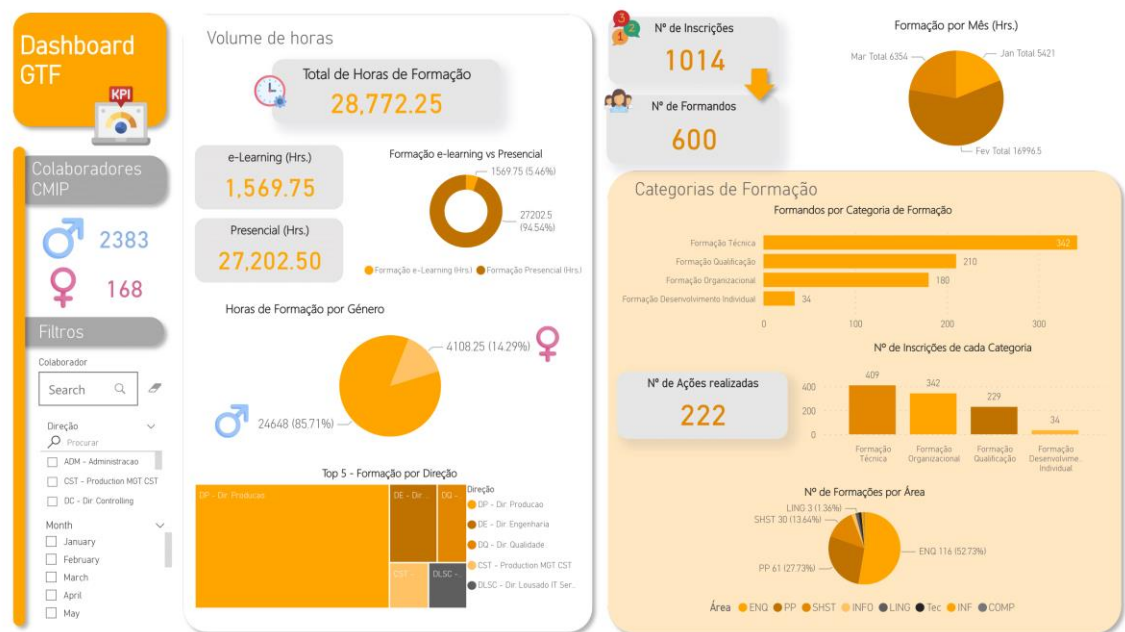 Dashboard
GTF
KPI
Colaboradores
CMIP
2383
168
Filtros
Colaborador
Search
Direção
Procurar
ADM - Administracao
CST - Production MGT CST
DC - Dir. Controlling
Month
January
February
March
April
May
Volume de horas
Total de Horas de Formação
28,772.25
e-Learning (Hrs.)
1,569.75
Presencial (Hrs.)
27,202.50
Formação e-learning vs Presencial
1569.75 (5.46%)
27202.5
(94.54%)
Formação e-Learning (Hrs.) Formação Presencial (Hrs.)
Horas de Formação por Género
4108.25 (14.29%)
24648 (85.71%)
Top 5 - Formação por Direção
DP - Dir. Producao
DE - Dir...
DQ -...
CST -
DLSC -...
Direção
DP - Dir. Producao
DE - Dir. Engenharia
DQ - Dir. Qualidade
CST - Production MGT CST
DLSC - Dir. Lousado IT Ser...
3
2
1
Nº de Inscrições
1014
Nº de Formandos
600
Formação por Mês (Hrs.)
Mar Total 6354
Jan Total 5421
Fev Total 16996.5
Categorias de Formação
Formandos por Categoria de Formação
Formação Técnica 342
Formação Qualificação 210
Formação Organizacional 180
Formação Desenvolvimento Individual 34
0 100 200 300
Nº de Ações realizadas
222
Nº de Inscrições de cada Categoria
400
200
0
409
342
229
34
Formação
Técnica
Formação
Organizacional
Formação
Qualificação
Formação
Desenvolvime...
Individual
Nº de Formações por Área
LING 3 (1.36%)
SHST 30 (13.64%)
ENQ 116 (52.73%)
PP 61 (27.73%)
Área ENQ PP SHST INFO LING Tec INF COMP